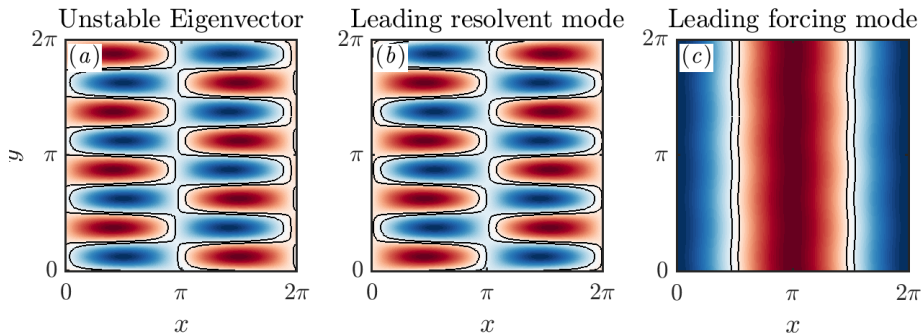 Unstable Eigenvector
Leading resolvent mode
Leading forcing mode
2π
(a)
π
0
y
0
π
2π
x
2π
(b)
π
0
0
π
2π
x
2π
(c)
π
0
0
π
2π
x